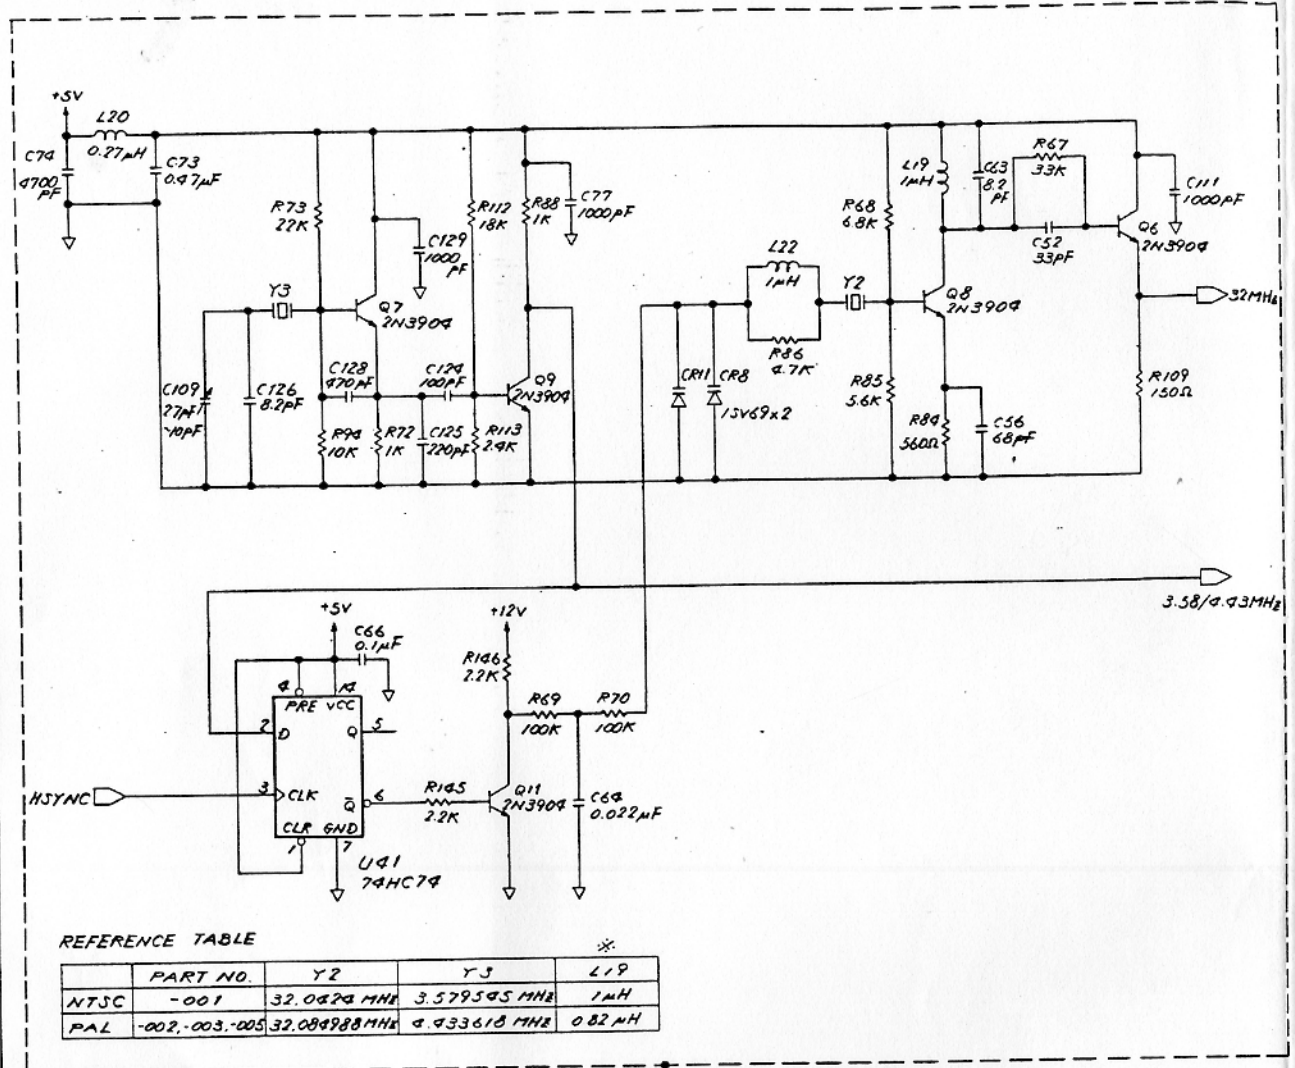 +5V
L20
0.27µH
C74
4700
PF
C73
0.47µF
R73
22K
C129
1000
PF
R112
18K
R88
1K
C77
1000PF
R68
6.8K
L19
1µH
C63
8.2
PF
R67
33K
C52
33PF
C111
1000PF
Q6
2N3904
32MHz
Y3
Q7
2N3904
L22
1µH
Y2
R86
4.7K
Q8
2N3904
C109
27PF
~10PF
C126
8.2PF
C128
470PF
C124
100PF
Q9
2N3904
R94
10K
R72
1K
C125
220PF
R113
2.4K
CR11
CR8
1SV69x2
R85
5.6K
R84
560Ω
C56
68PF
R109
150Ω
3.58/4.43MHz
+5V
C66
0.1µF
+12V
R146
2.2K
R69
100K
R70
100K
4
14
PRE VCC
2
D
Q
5
HSYNC
3
CLK
Q̅
6
CLR GND
1
7
U41
74HC74
R145
2.2K
Q11
2N3904
C64
0.022µF
REFERENCE TABLE
※
PART NO. Y2 Y3 L19
NTSC -001 32.0424 MHz 3.579545 MHz 1µH
PAL -002,-003,-005 32.084988MHz 4.433618 MHz 0.82 µH